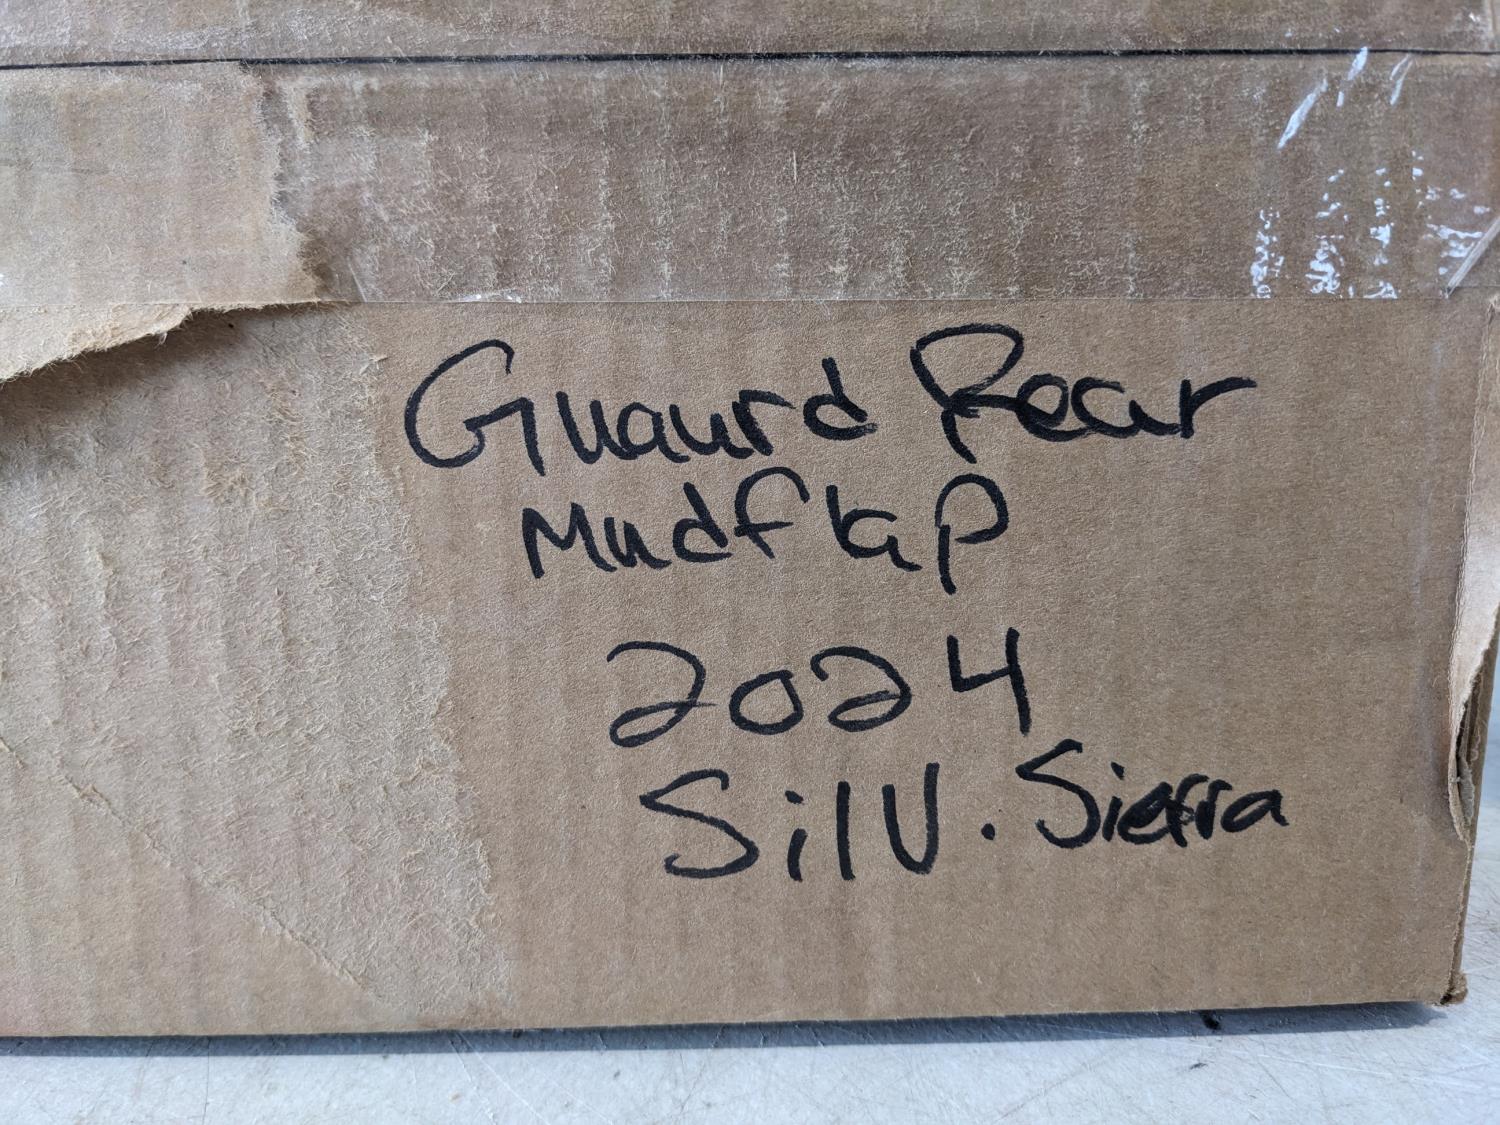 Guaurd Rear
Mudflap
2024
Silv. Sierra